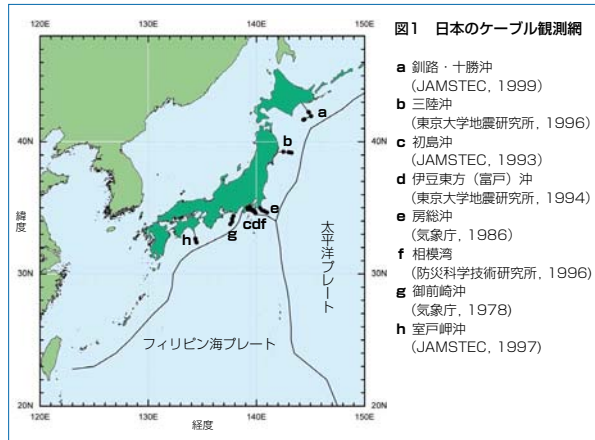 図1 日本のケーブル観測網
a 釧路・十勝沖
(JAMSTEC, 1999)
b 三陸沖
(東京大学地震研究所, 1996)
c 初島沖
(JAMSTEC, 1993)
d 伊豆東方(富戸)沖
(東京大学地震研究所, 1994)
e 房総沖
(気象庁, 1986)
f 相模湾
(防災科学技術研究所, 1996)
g 御前崎沖
(気象庁, 1978)
h 室戸岬沖
(JAMSTEC, 1997)
120E 130E 140E 150E
40N 40N
30N 30N
20N 20N
120E 130E 140E 150E
緯度
経度
a
b
cdf
e
g
h
太平洋プレート
フィリピン海プレート